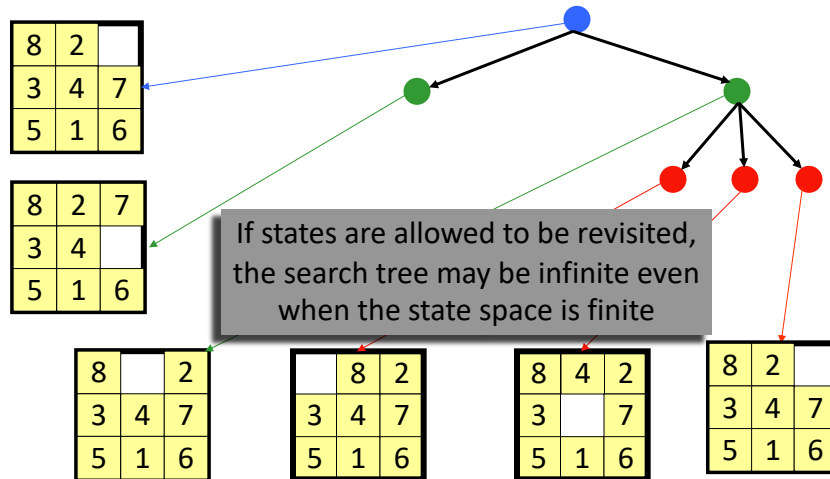 8 2
3 4 7
5 1 6
8 2 7
3 4
5 1 6
If states are allowed to be revisited,
the search tree may be infinite even
when the state space is finite
8 2
3 4 7
5 1 6
8 2
3 4 7
5 1 6
8 4 2
3 7
5 1 6
8 2
3 4 7
5 1 6